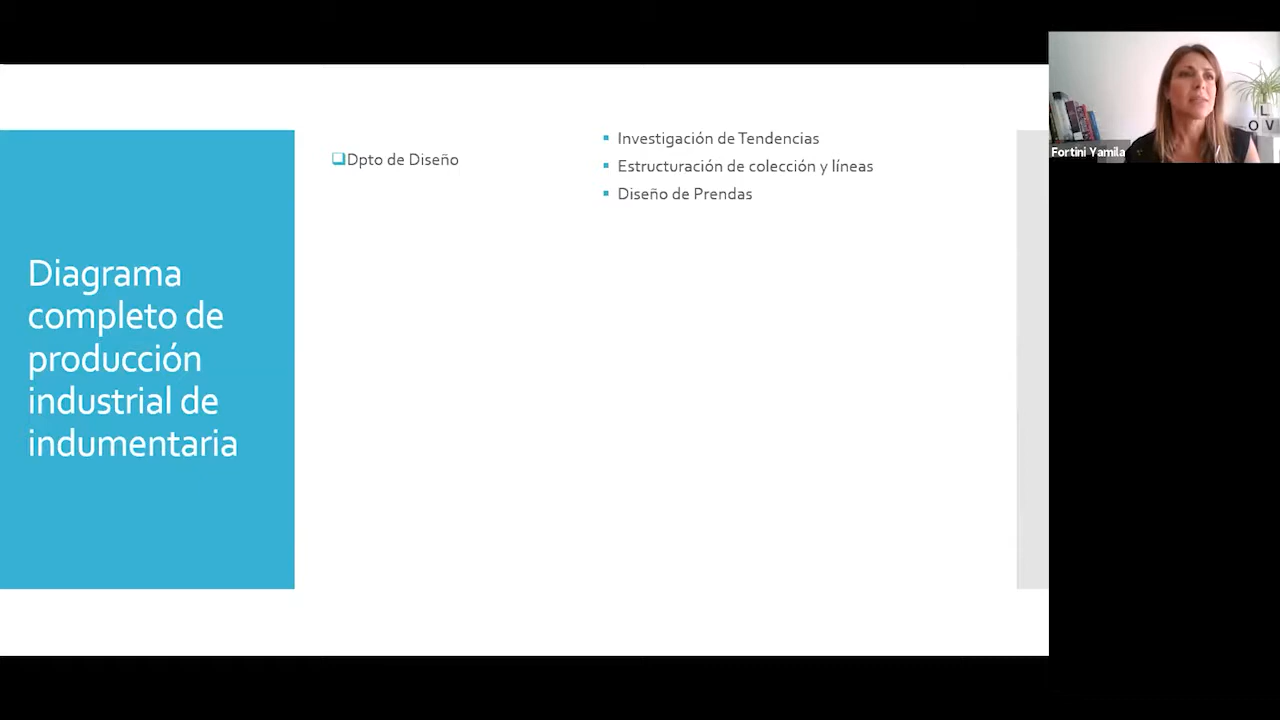 Diagrama
completo de
producción
industrial de
indumentaria
Dpto de Diseño
Investigación de Tendencias
Estructuración de colección y líneas
Diseño de Prendas
L
O V
Fortini Yamila